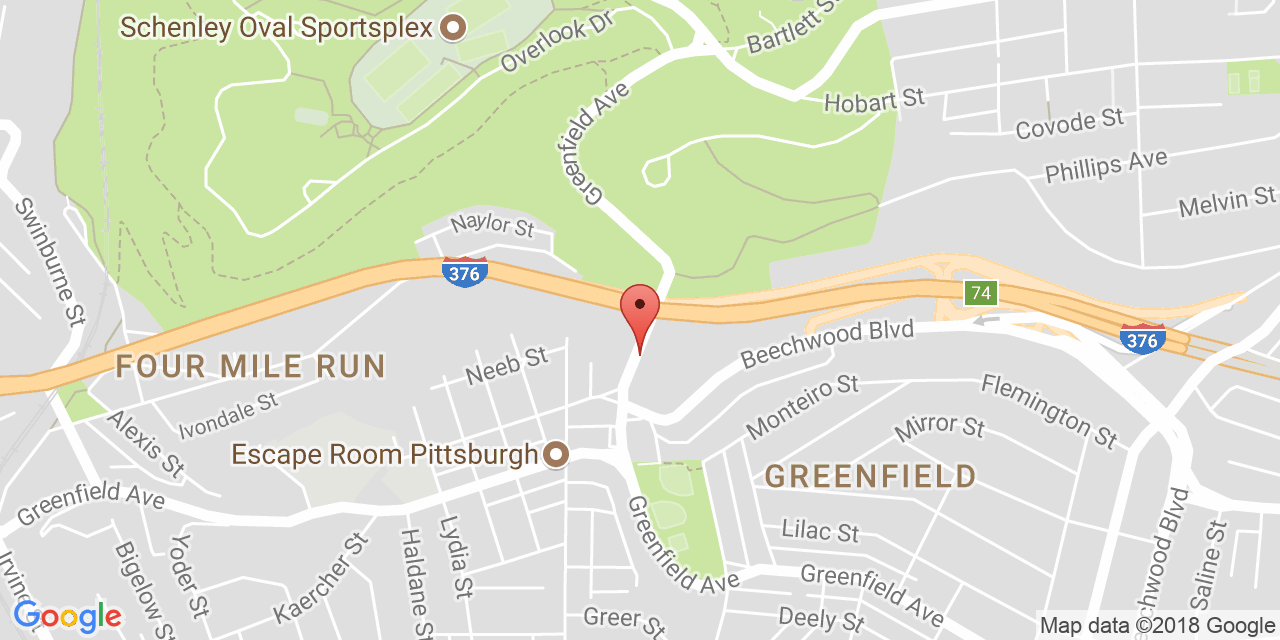 Schenley Oval Sportsplex
Overlook Dr
Bartlett St
Greenfield Ave
Hobart St
Covode St
Phillips Ave
Melvin St
Swinburne St
Naylor St
376
74
376
Beechwood Blvd
FOUR MILE RUN
Neeb St
Ivondale St
Alexis St
Monteiro St
Flemington St
Mirror St
Escape Room Pittsburgh
GREENFIELD
Greenfield Ave
Lilac St
Greenfield Ave
Greenfield Ave
Yoder St
Bigelow St
Kaercher St
Haldane St
Lydia St
Greer St
Deely St
Saline St
Google
Map data ©2018 Google